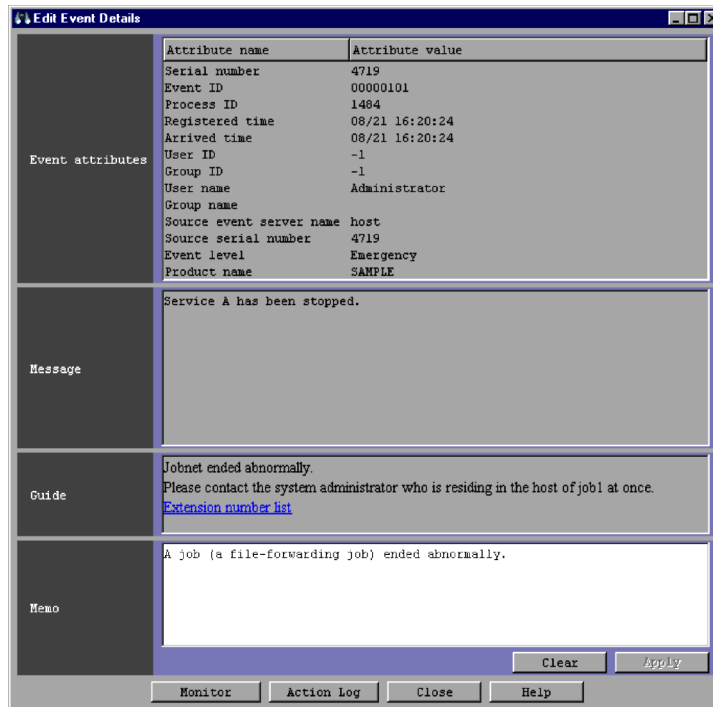 Edit Event Details
Attribute name Attribute value
Serial number 4719
Event ID 00000101
Process ID 1484
Registered time 08/21 16:20:24
Arrived time 08/21 16:20:24
User ID -1
Group ID -1
User name Administrator
Group name
Source event server name host
Source serial number 4719
Event level Emergency
Product name SAMPLE
Event attributes
Service A has been stopped.
Message
Jobnet ended abnormally.
Please contact the system administrator who is residing in the host of job1 at once.
Extension number list
Guide
A job (a file-forwarding job) ended abnormally.
Memo
Clear Apply
Monitor Action Log Close Help